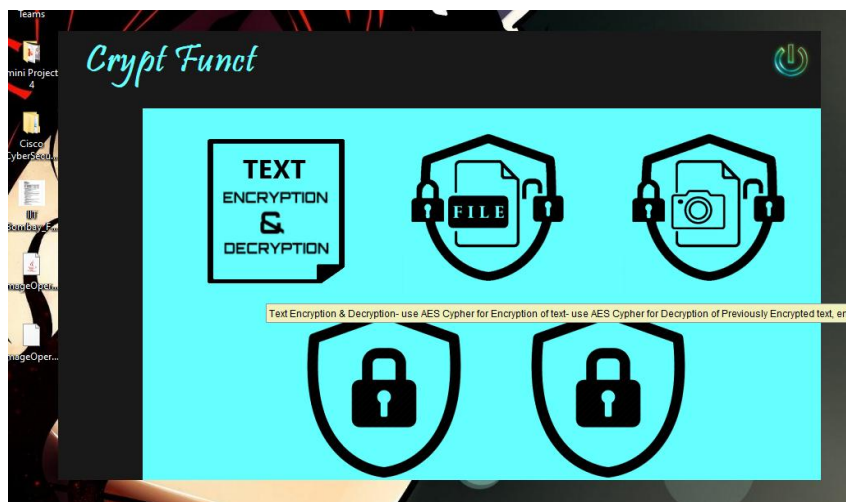 Teams
Crypt Funct
mini Project
4
TEXT
ENCRYPTION
&
DECRYPTION
FILE
Cisco
CyberSecu...
IIT
Bombay_F...
Text Encryption & Decryption- use AES Cypher for Encryption of text- use AES Cypher for Decryption of Previously Encrypted text, en
mageOper...
mageOper...